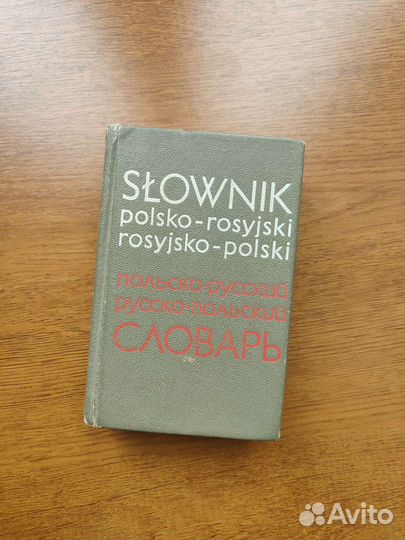 SŁOWNIK
polsko-rosyjski
rosyjsko-polski
польско-русский
русско-польский
СЛОВАРЬ
Avito